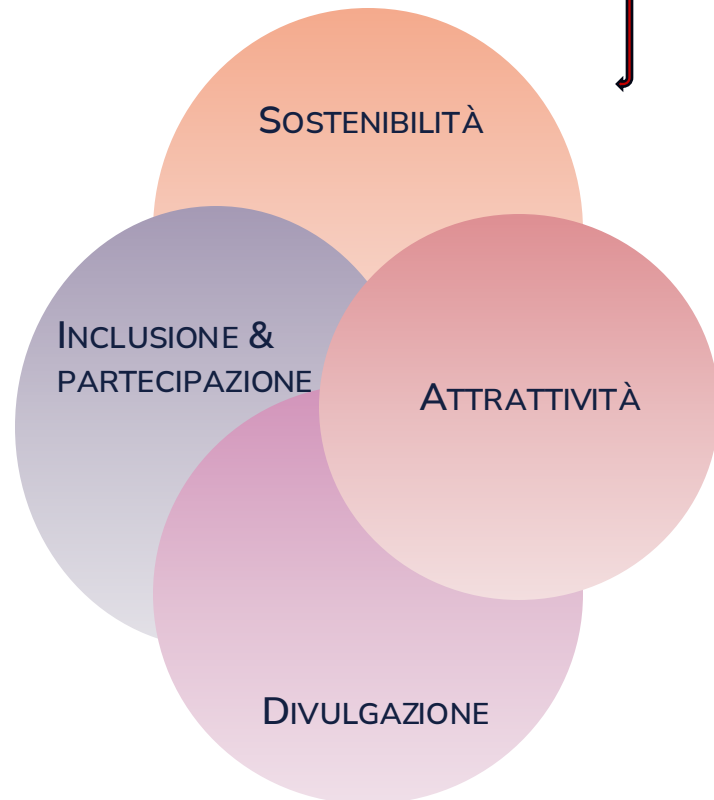 SOSTENIBILITÀ
INCLUSIONE &
PARTECIPAZIONE
ATTRATTIVITÀ
DIVULGAZIONE